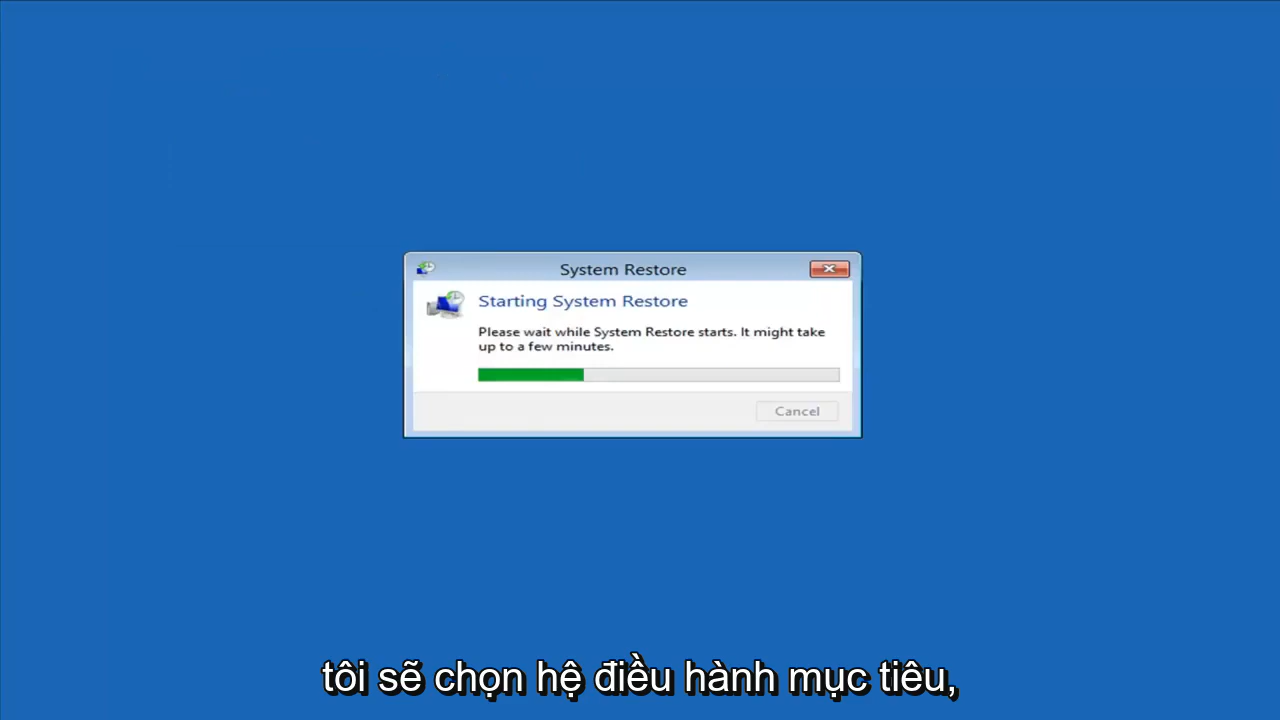 System Restore
Starting System Restore
Please wait while System Restore starts. It might take
up to a few minutes.
Cancel
tôi sẽ chọn hệ điều hành mục tiêu,